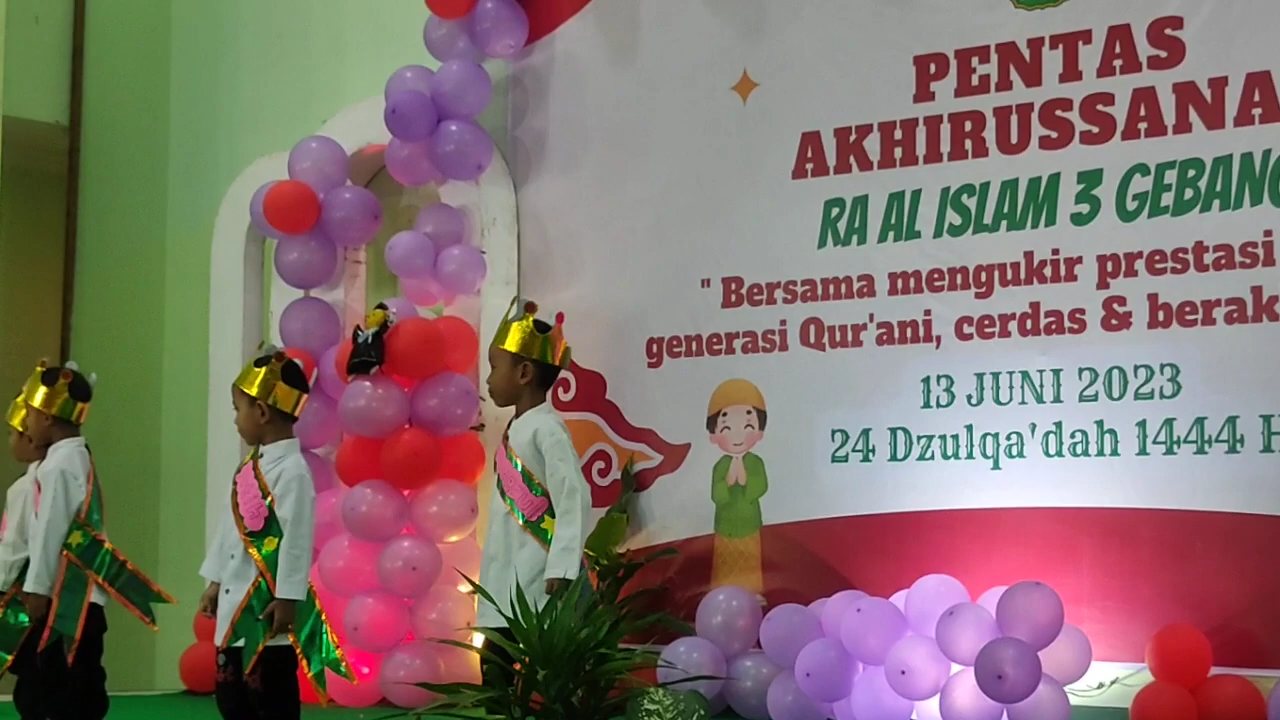 PENTAS
AKHIRUSSANA
RA AL ISLAM 3 GEBANG
" Bersama mengukir prestasi
generasi Qur'ani, cerdas & berak
13 JUNI 2023
24 Dzulqa'dah 1444 H